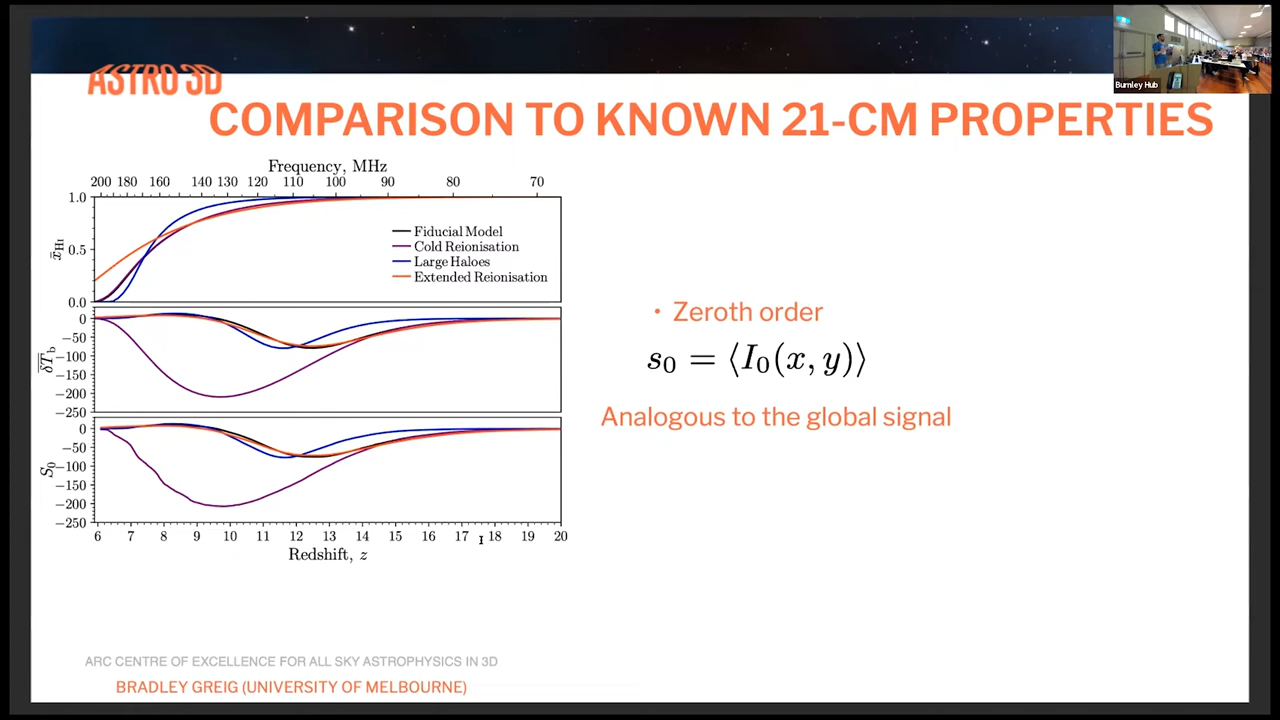 Burnley Hub
ASTRO 3D
COMPARISON TO KNOWN 21-CM PROPERTIES
Frequency, MHz
200 180 160 140 130 120 110 100 90 80 70
1.0
0.5
0.0
x̄HI
Fiducial Model
Cold Reionisation
Large Haloes
Extended Reionisation
0
−50
−100
−150
−200
−250
δT̄b
0
−50
−100
−150
−200
−250
S0
6 7 8 9 10 11 12 13 14 15 16 17 18 19 20
Redshift, z
• Zeroth order
s₀ = ⟨I₀(x, y)⟩
Analogous to the global signal
ARC CENTRE OF EXCELLENCE FOR ALL SKY ASTROPHYSICS IN 3D
BRADLEY GREIG (UNIVERSITY OF MELBOURNE)